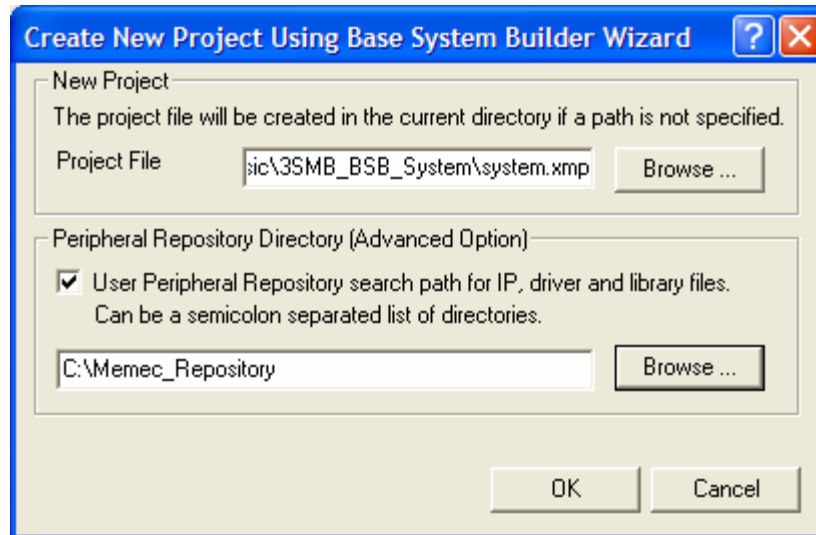 Create New Project Using Base System Builder Wizard
New Project
The project file will be created in the current directory if a path is not specified.
Project File
sic\3SMB_BSB_System\system.xmp
Browse ...
Peripheral Repository Directory (Advanced Option)
User Peripheral Repository search path for IP, driver and library files.
Can be a semicolon separated list of directories.
C:\Memec_Repository
Browse ...
OK
Cancel